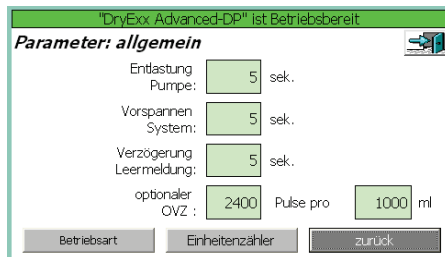 "DryExx Advanced-DP" ist Betriebsbereit
Parameter: allgemein
Entlastung
Pumpe: 5 sek.
Vorspannen
System: 5 sek.
Verzögerung
Leermeldung: 5 sek.
optionaler
OVZ : 2400 Pulse pro 1000 ml
Betriebsart Einheitenzähler zurück